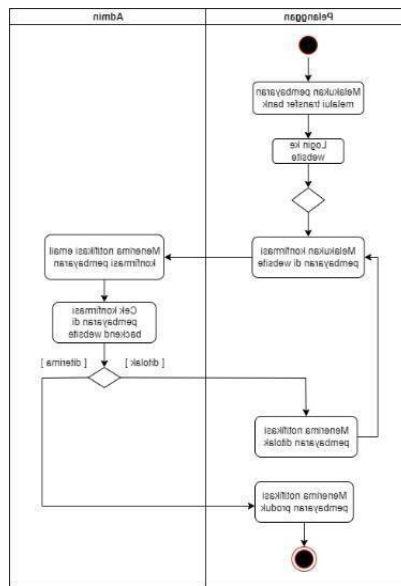 Pelanggan
Admin
Melakukan pembayaran
melalui transfer bank
Login ke
website
Melakukan konfirmasi
pembayaran di website
Menerima notifikasi email
konfirmasi pembayaran
Cek konfirmasi
pembayaran di
backend website
[ ditolak ]
[ diterima ]
Menerima notifikasi
pembayaran ditolak
Menerima notifikasi
pembayaran produk